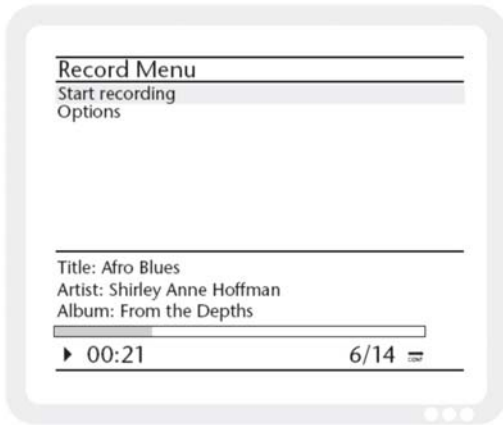 Record Menu
Start recording
Options
Title: Afro Blues
Artist: Shirley Anne Hoffman
Album: From the Depths
00:21 6/14